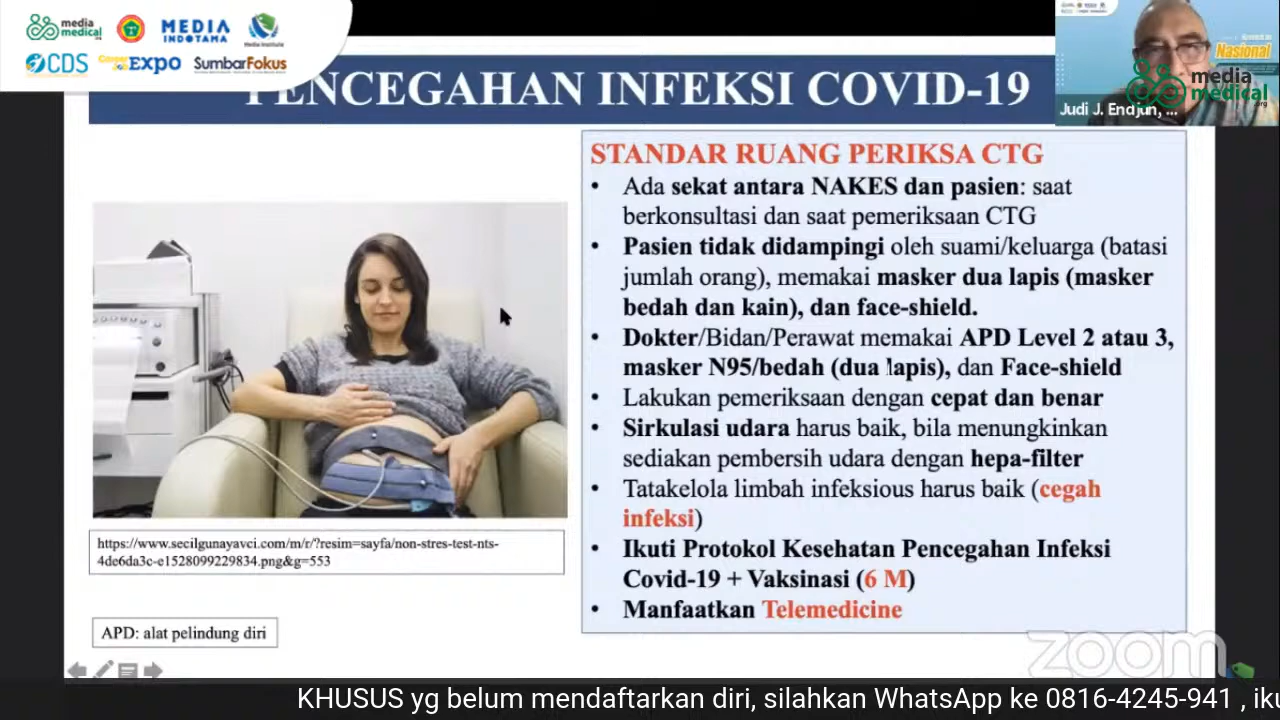 media
medical.org
MEDIA
INDOTAMA
Media Institute
CDS
Career
EXPO
SumbarFokus
PENCEGAHAN INFEKSI COVID-19
Nasional
media
medical.org
Judi J. Endjun, ...
STANDAR RUANG PERIKSA CTG
• Ada sekat antara NAKES dan pasien: saat
berkonsultasi dan saat pemeriksaan CTG
• Pasien tidak didampingi oleh suami/keluarga (batasi
jumlah orang), memakai masker dua lapis (masker
bedah dan kain), dan face-shield.
• Dokter/Bidan/Perawat memakai APD Level 2 atau 3,
masker N95/bedah (dua lapis), dan Face-shield
• Lakukan pemeriksaan dengan cepat dan benar
• Sirkulasi udara harus baik, bila menungkinkan
sediakan pembersih udara dengan hepa-filter
• Tatakelola limbah infeksious harus baik (cegah
infeksi)
• Ikuti Protokol Kesehatan Pencegahan Infeksi
Covid-19 + Vaksinasi (6 M)
• Manfaatkan Telemedicine
https://www.secilgunayavci.com/m/r/?resim=sayfa/non-stres-test-nts-
4de6da3c-e1528099229834.png&g=553
APD: alat pelindung diri
zoom
KHUSUS yg belum mendaftarkan diri, silahkan WhatsApp ke 0816-4245-941 , iku